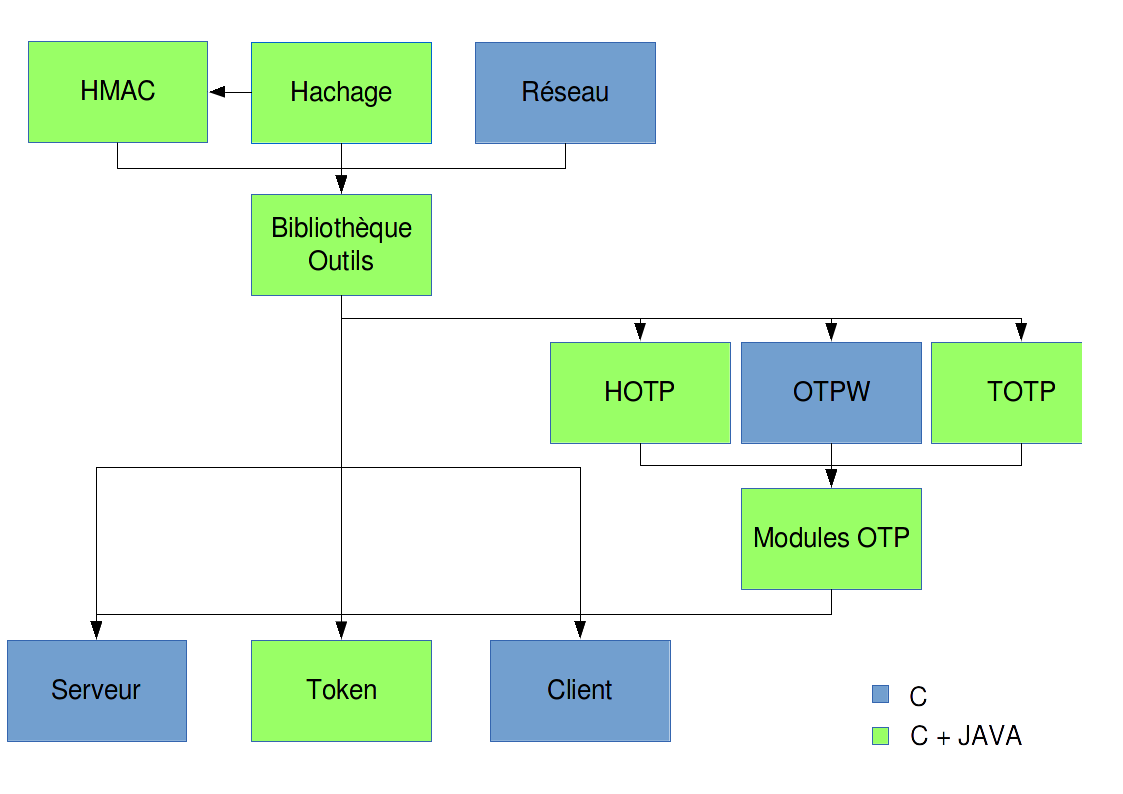 HMAC
Hachage
Réseau
Bibliothèque
Outils
HOTP
OTPW
TOTP
Modules OTP
Serveur
Token
Client
C
C + JAVA